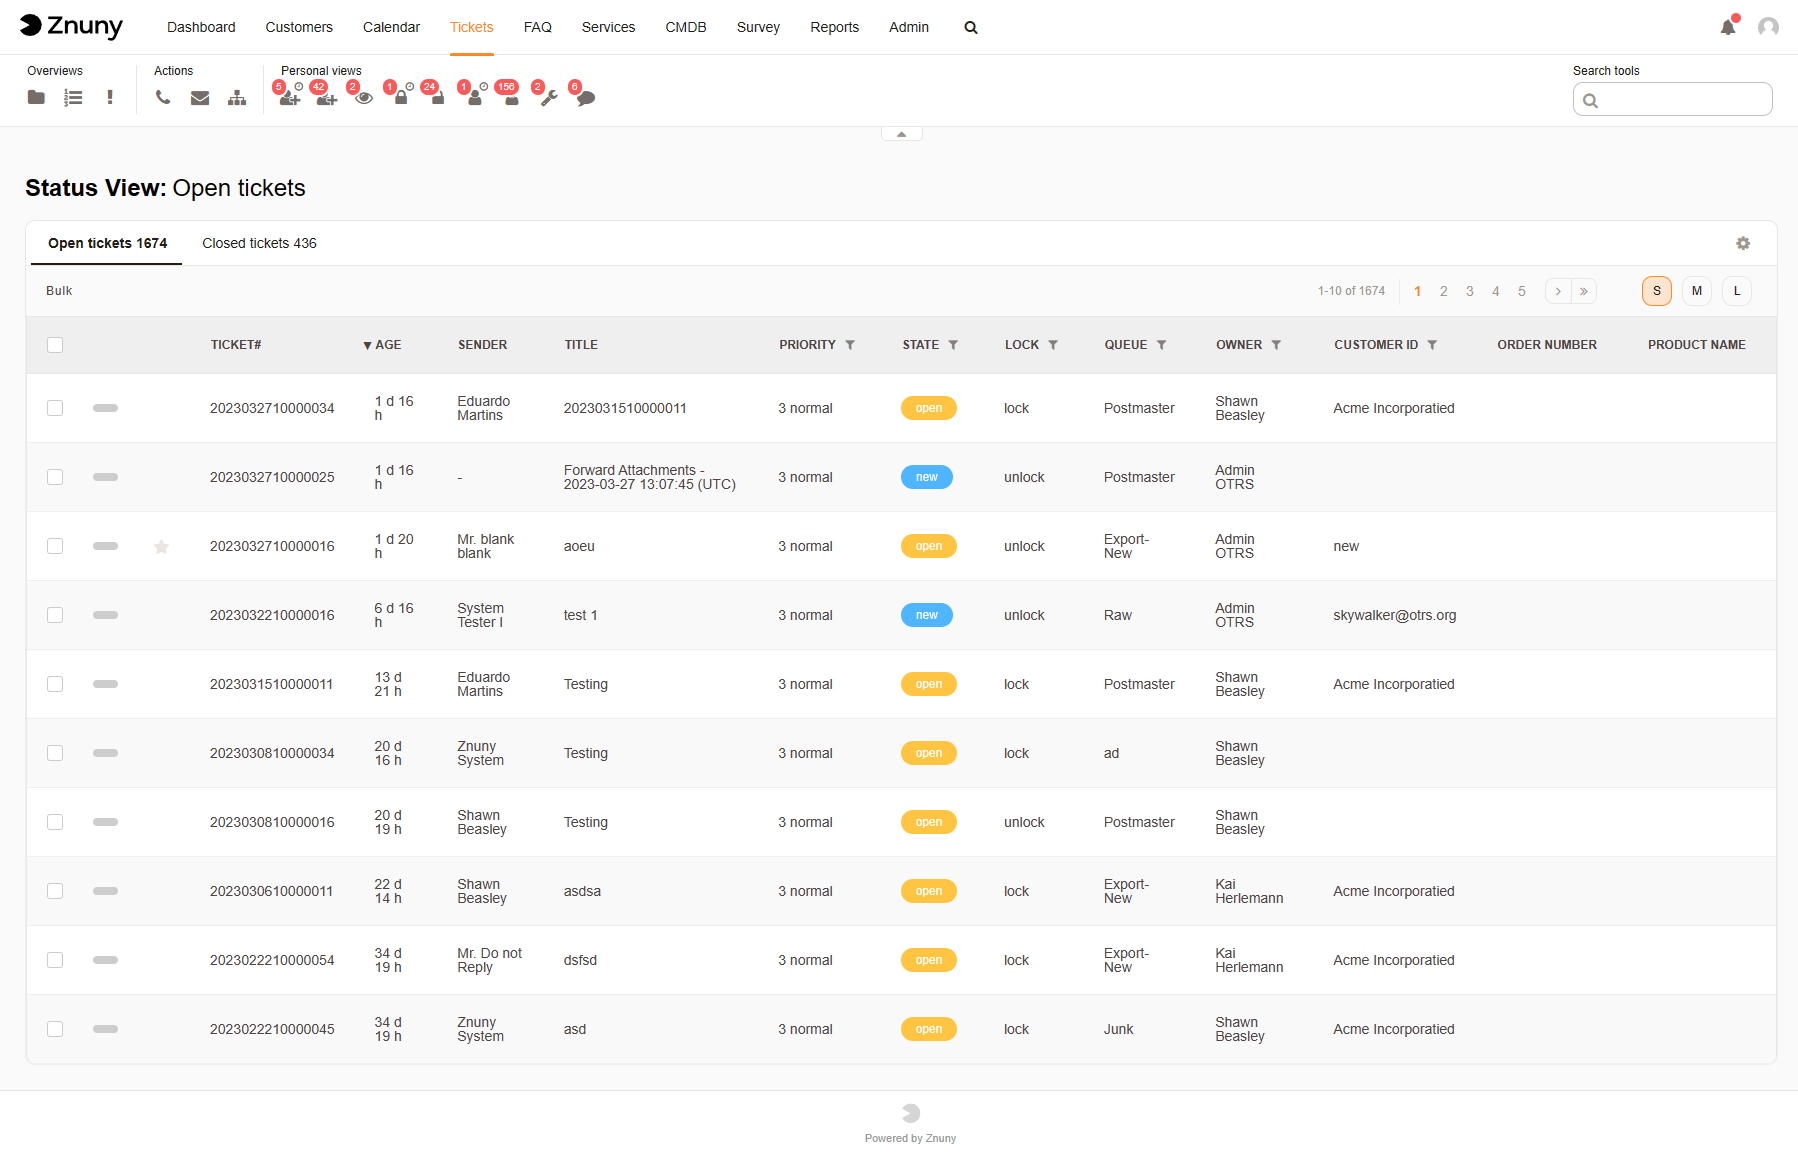 Znuny
Dashboard Customers Calendar Tickets FAQ Services CMDB Survey Reports Admin
Overviews Actions Personal views Search tools
5 42 2 1 24 1 156 2 6
Status View: Open tickets
Open tickets 1674 Closed tickets 436
Bulk 1-10 of 1674 1 2 3 4 5 › » S M L
TICKET# ▼ AGE SENDER TITLE PRIORITY STATE LOCK QUEUE OWNER CUSTOMER ID ORDER NUMBER PRODUCT NAME
2023032710000034 1 d 16 h Eduardo Martins 2023031510000011 3 normal open lock Postmaster Shawn Beasley Acme Incorporatied
2023032710000025 1 d 16 h - Forward Attachments - 2023-03-27 13:07:45 (UTC) 3 normal new unlock Postmaster Admin OTRS
2023032710000016 1 d 20 h Mr. blank blank aoeu 3 normal open unlock Export-New Admin OTRS new
2023032210000016 6 d 16 h System Tester I test 1 3 normal new unlock Raw Admin OTRS skywalker@otrs.org
2023031510000011 13 d 21 h Eduardo Martins Testing 3 normal open lock Postmaster Shawn Beasley Acme Incorporatied
2023030810000034 20 d 16 h Znuny System Testing 3 normal open lock ad Shawn Beasley
2023030810000016 20 d 19 h Shawn Beasley Testing 3 normal open unlock Postmaster Shawn Beasley
2023030610000011 22 d 14 h Shawn Beasley asdsa 3 normal open lock Export-New Kai Herlemann Acme Incorporatied
2023022210000054 34 d 19 h Mr. Do not Reply dsfsd 3 normal open lock Export-New Kai Herlemann Acme Incorporatied
2023022210000045 34 d 19 h Znuny System asd 3 normal open lock Junk Shawn Beasley Acme Incorporatied
Powered by Znuny